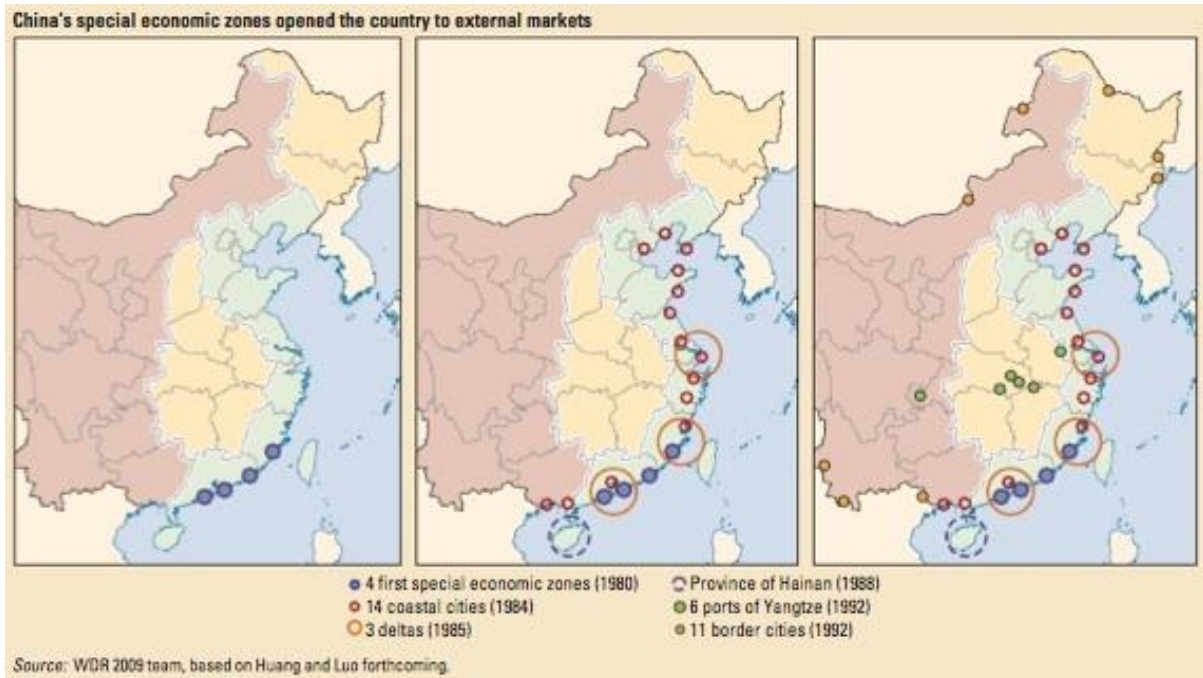 China's special economic zones opened the country to external markets
4 first special economic zones (1980)
14 coastal cities (1984)
3 deltas (1985)
Province of Hainan (1988)
6 ports of Yangtze (1992)
11 border cities (1992)
Source: WDR 2009 team, based on Huang and Luo forthcoming.